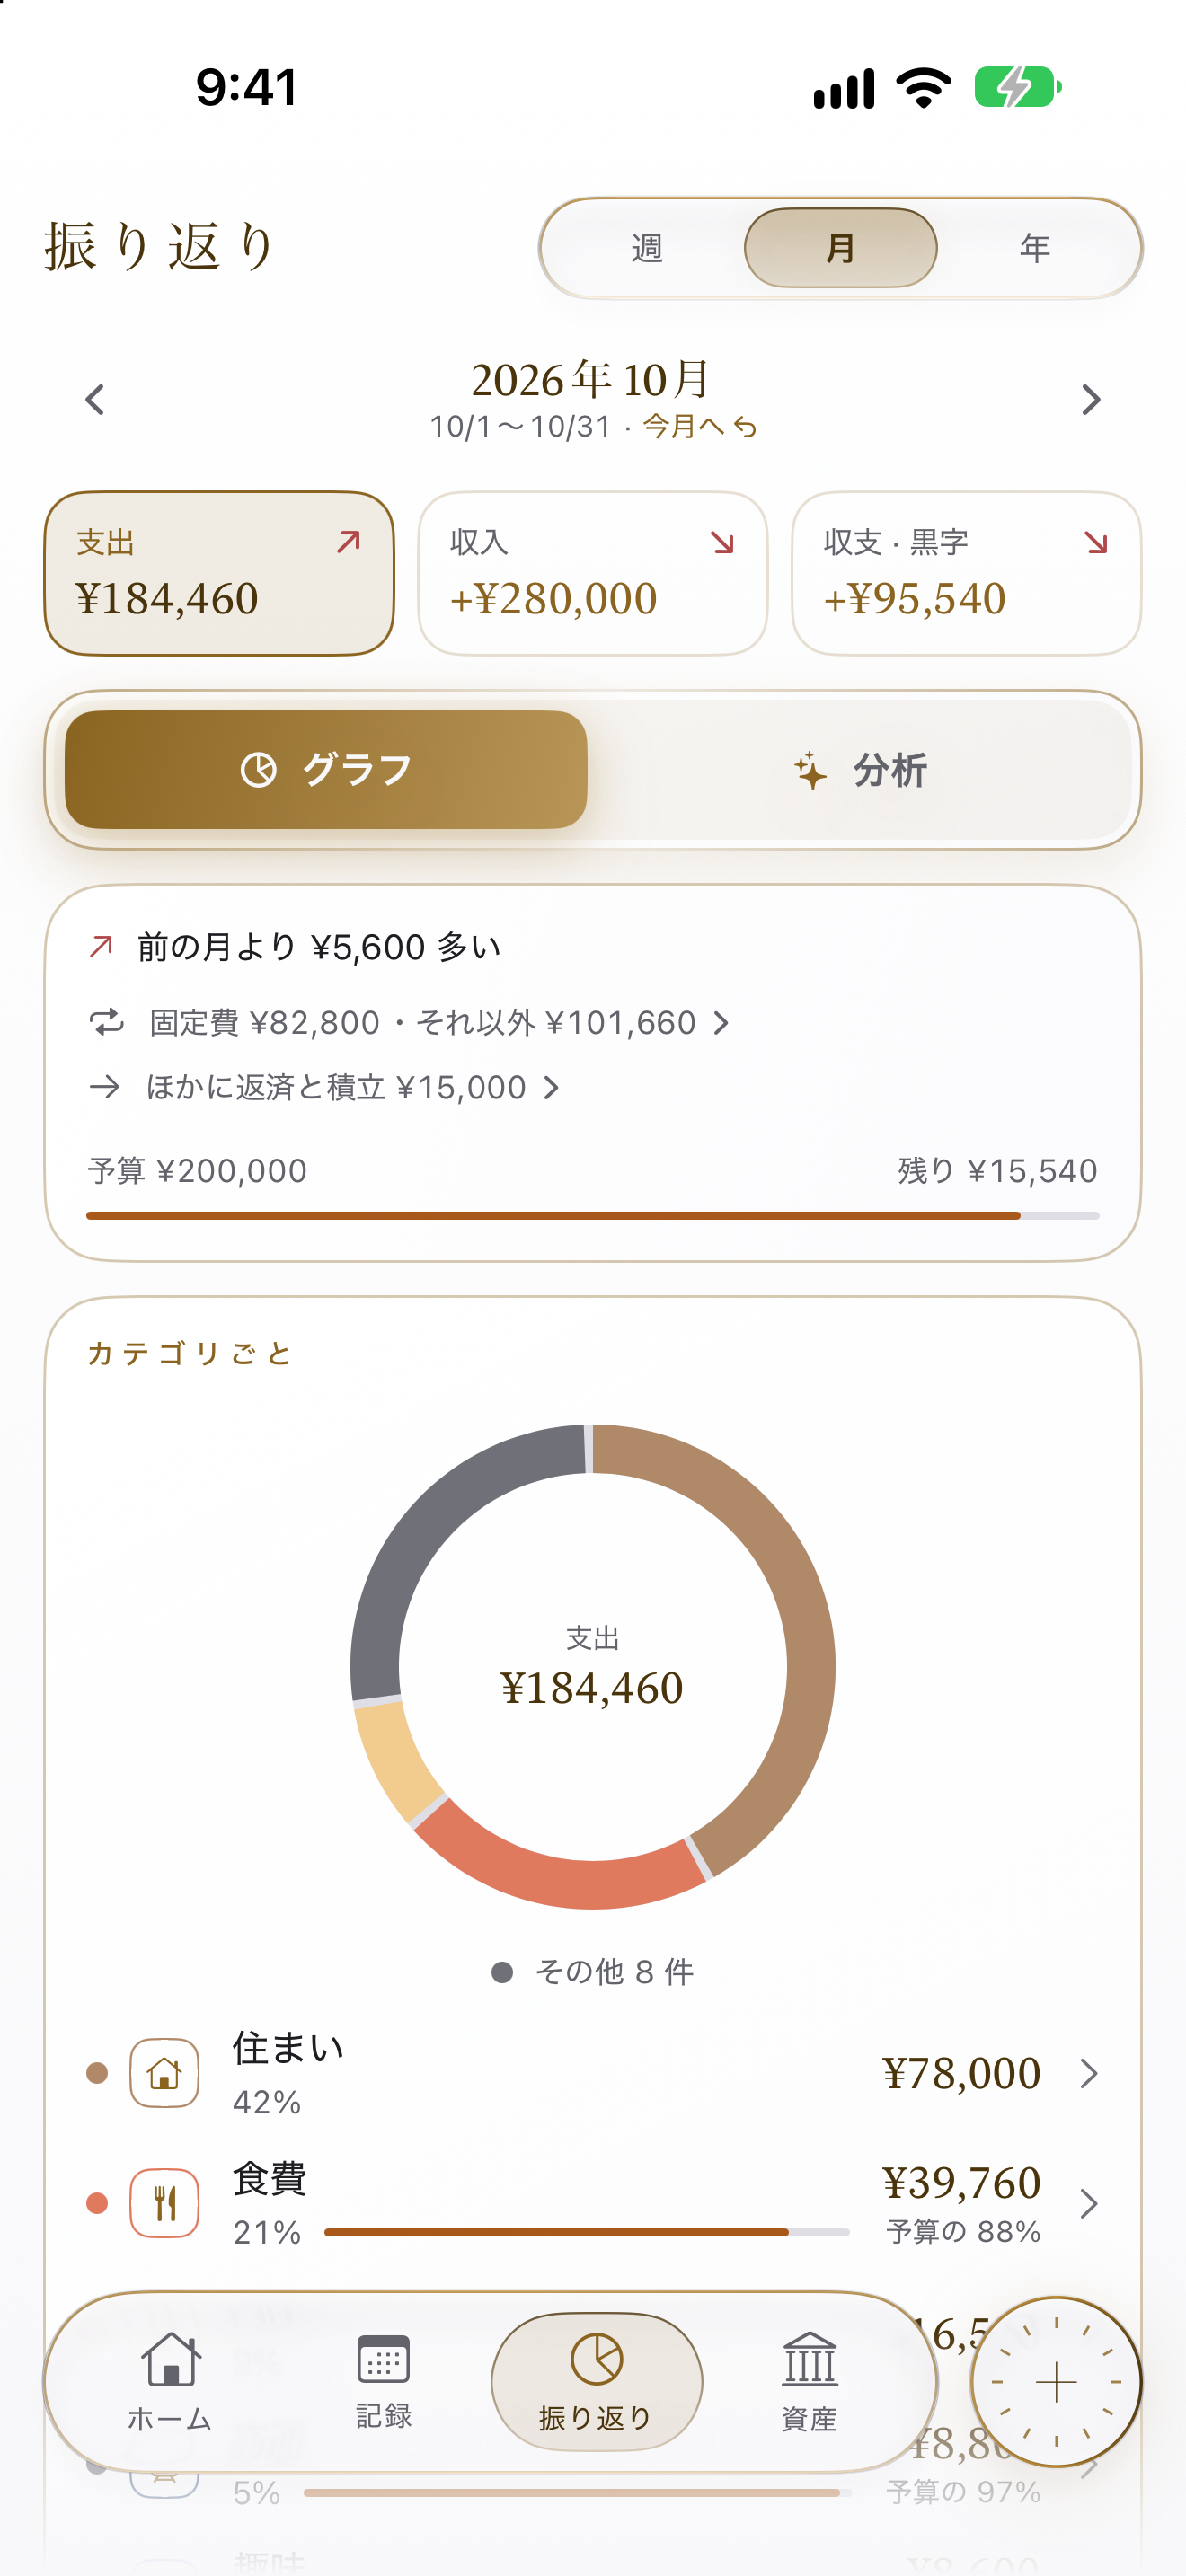 9:41
振り返り
週 月 年
2026年10月
10/1〜10/31 · 今月へ
支出
¥184,460
収入
+¥280,000
収支 · 黒字
+¥95,540
グラフ
分析
前の月より ¥5,600 多い
固定費 ¥82,800・それ以外 ¥101,660
ほかに返済と積立 ¥15,000
予算 ¥200,000 残り ¥15,540
カテゴリごと
支出
¥184,460
その他 8 件
住まい
42%
¥78,000
食費
21%
¥39,760
予算の 88%
ホーム
記録
振り返り
資産
5%
予算の 97%
趣味